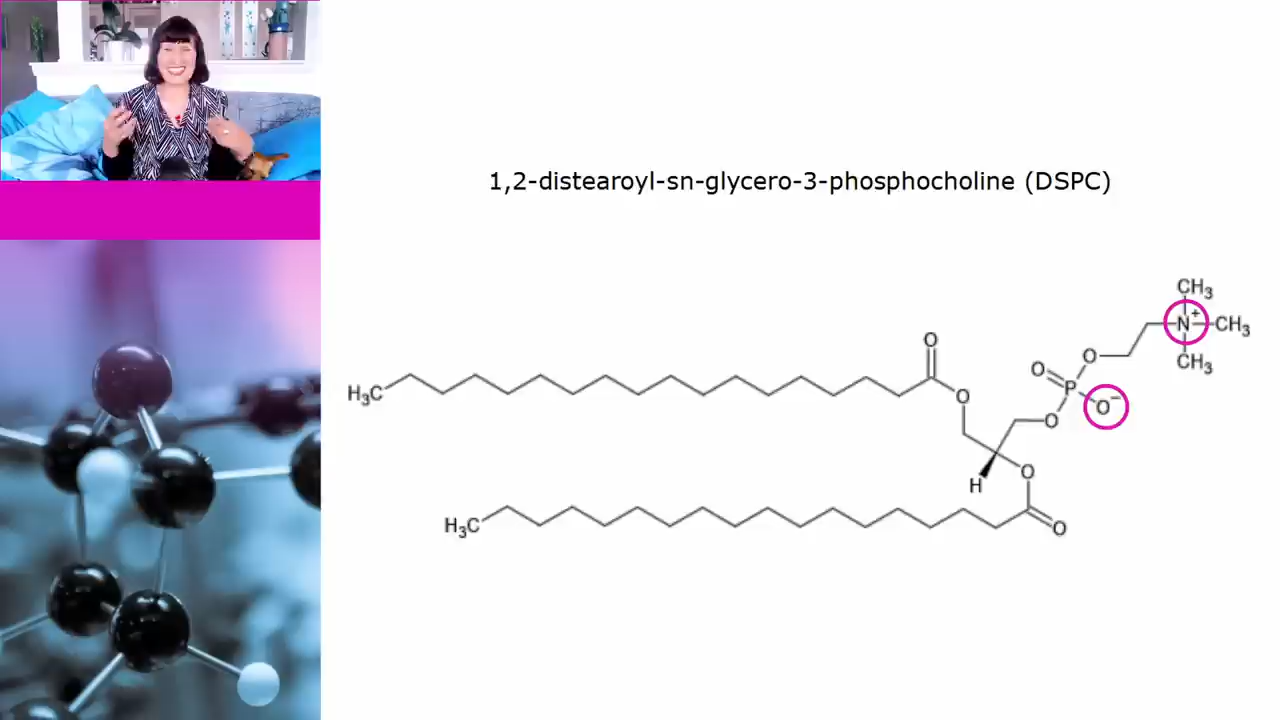 1,2-distearoyl-sn-glycero-3-phosphocholine (DSPC)
CH₃
N⁺
CH₃
CH₃
O
O
O
P
O⁻
H₃C
O
O
O
H
H₃C
O